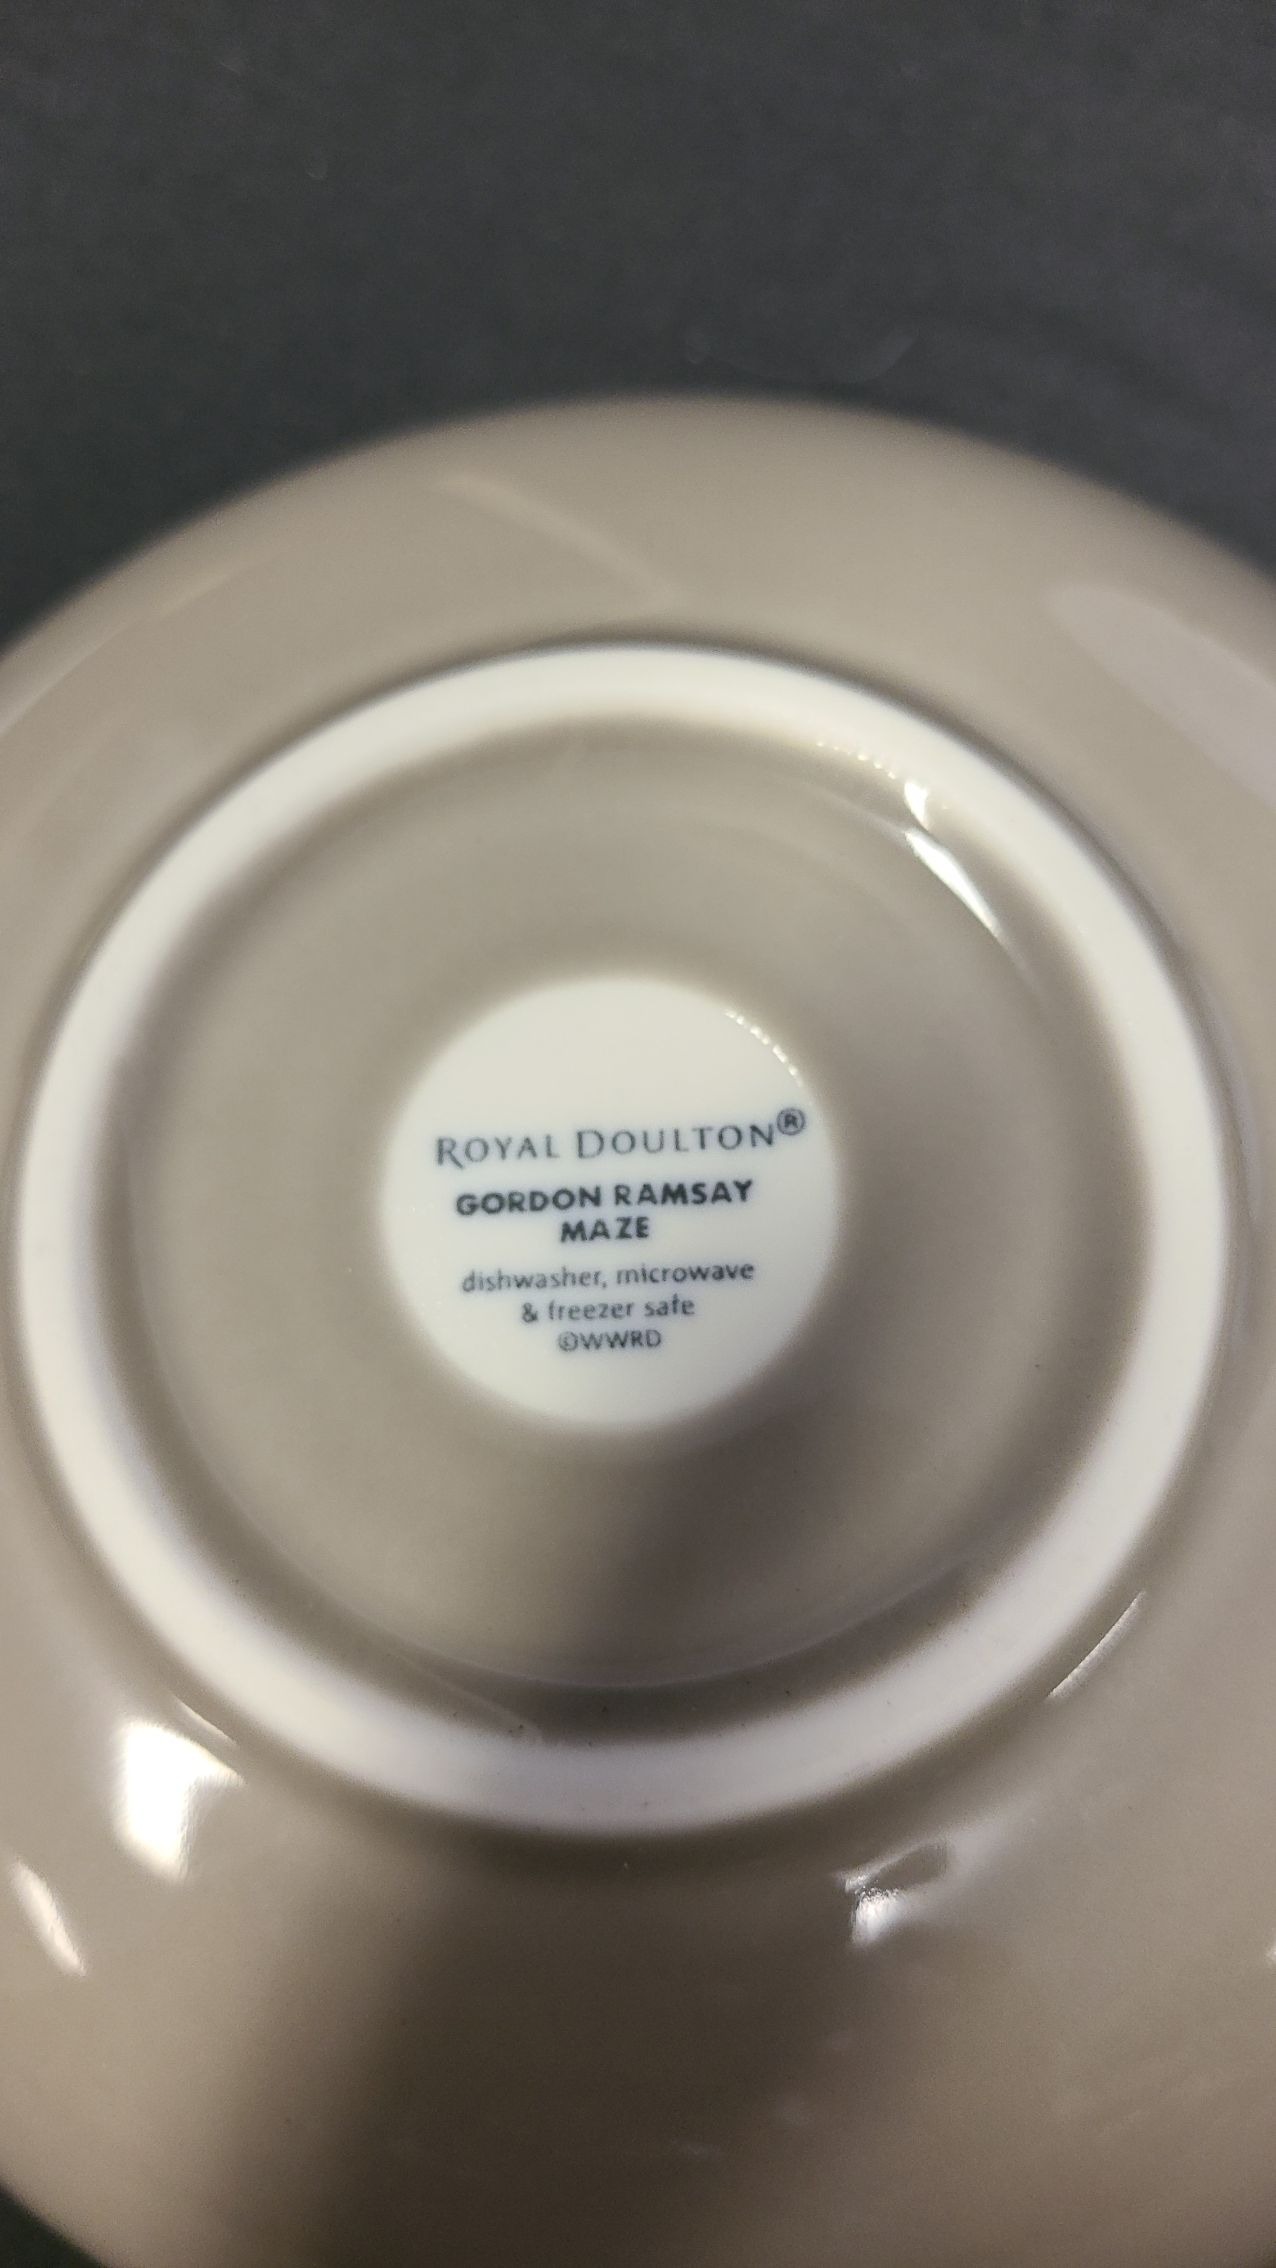 ROYAL DOULTON®
GORDON RAMSAY
MAZE
dishwasher, microwave
& freezer safe
©WWRD